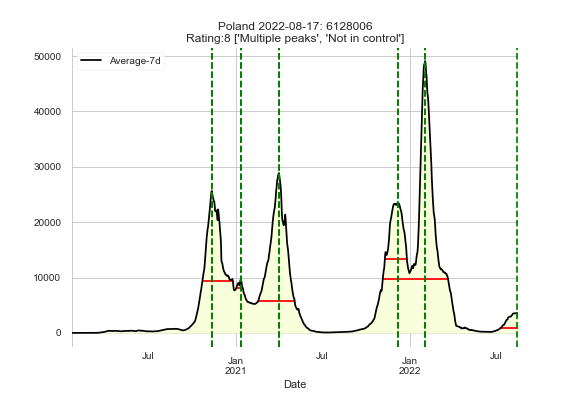 Poland 2022-08-17: 6128006
Rating:8 ['Multiple peaks', 'Not in control']
Average-7d
50000
40000
30000
20000
10000
0
Jul
Jan
2021
Jul
Jan
2022
Jul
Date